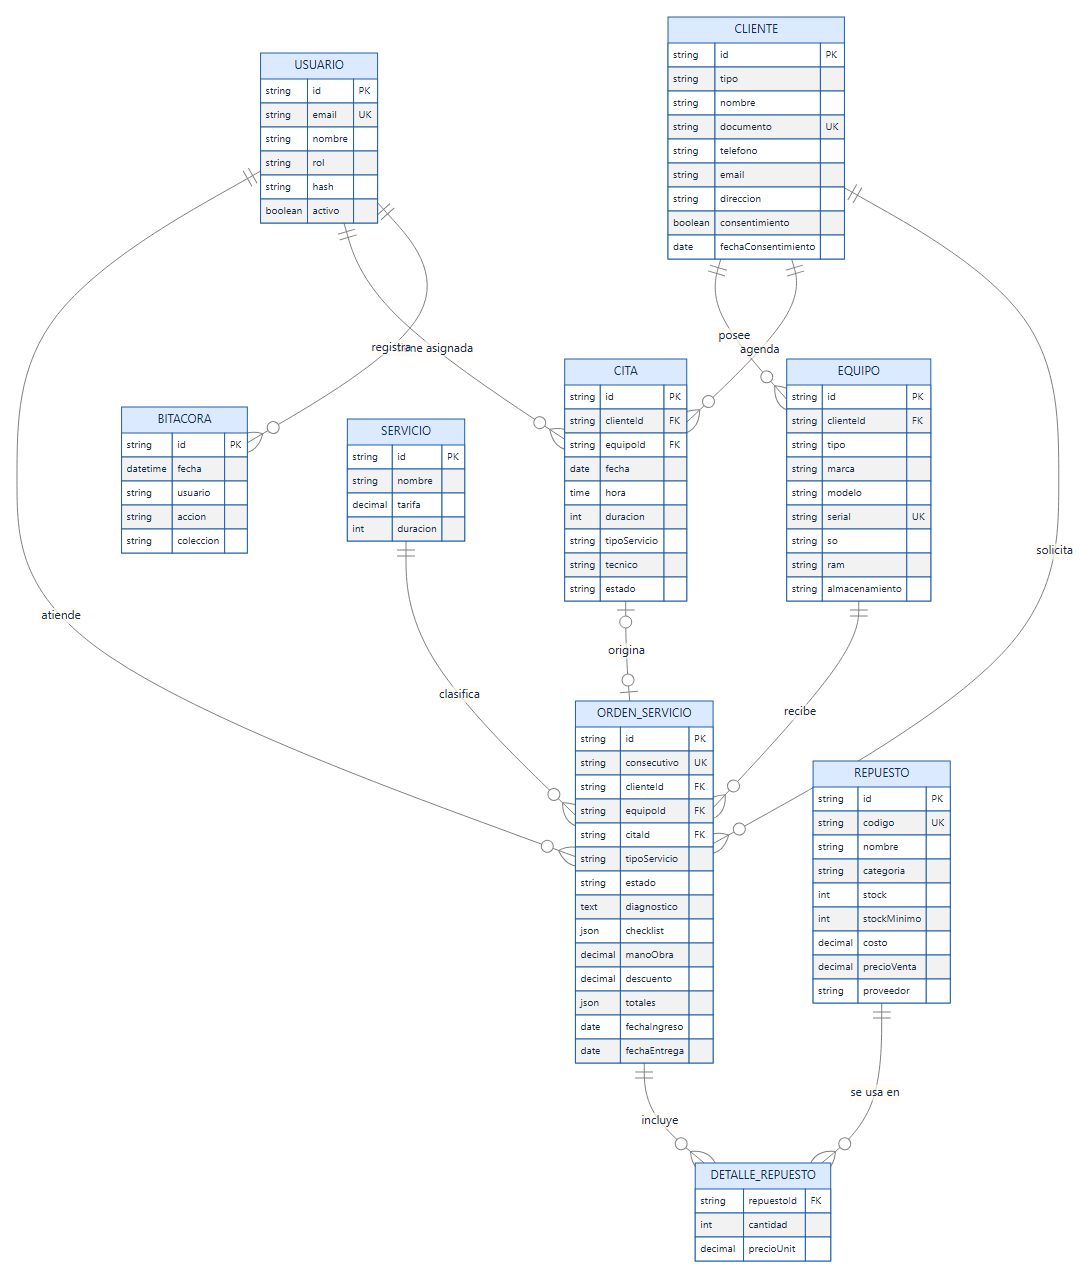 CLIENTE
string id PK
string tipo
string nombre
string documento UK
string telefono
string email
string direccion
boolean consentimiento
date fechaConsentimiento
USUARIO
string id PK
string email UK
string nombre
string rol
string hash
boolean activo
posee
agenda
registra
ne asignada
CITA
string id PK
string clienteId FK
string equipoId FK
date fecha
time hora
int duracion
string tipoServicio
string tecnico
string estado
EQUIPO
string id PK
string clienteId FK
string tipo
string marca
string modelo
string serial UK
string so
string ram
string almacenamiento
BITACORA
string id PK
datetime fecha
string usuario
string accion
string coleccion
SERVICIO
string id PK
string nombre
decimal tarifa
int duracion
solicita
atiende
origina
clasifica
recibe
ORDEN_SERVICIO
string id PK
string consecutivo UK
string clienteId FK
string equipoId FK
string citaId FK
string tipoServicio
string estado
text diagnostico
json checklist
decimal manoObra
decimal descuento
json totales
date fechaIngreso
date fechaEntrega
REPUESTO
string id PK
string codigo UK
string nombre
string categoria
int stock
int stockMinimo
decimal costo
decimal precioVenta
string proveedor
se usa en
incluye
DETALLE_REPUESTO
string repuestoId FK
int cantidad
decimal precioUnit